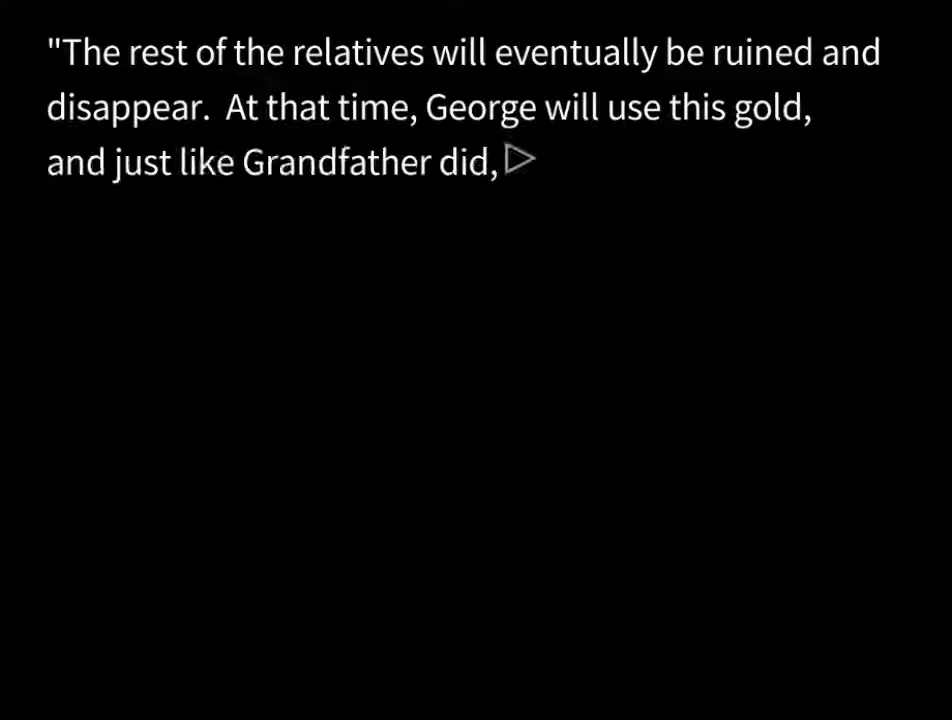 "The rest of the relatives will eventually be ruined and
disappear.  At that time, George will use this gold,
and just like Grandfather did,